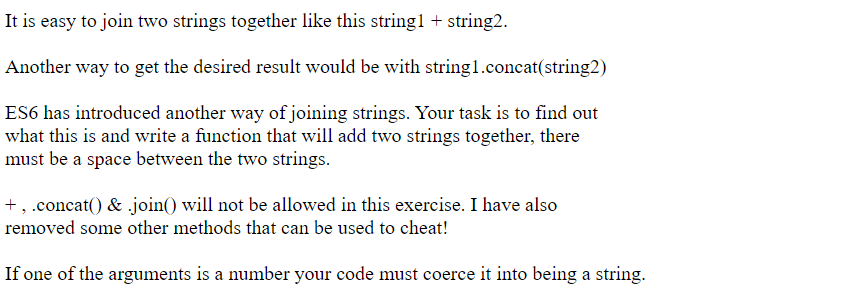 It is easy to join two strings together like this string1 + string2.
Another way to get the desired result would be with string1.concat(string2)
ES6 has introduced another way of joining strings. Your task is to find out
what this is and write a function that will add two strings together, there
must be a space between the two strings.
+ , .concat() & .join() will not be allowed in this exercise. I have also
removed some other methods that can be used to cheat!
If one of the arguments is a number your code must coerce it into being a string.